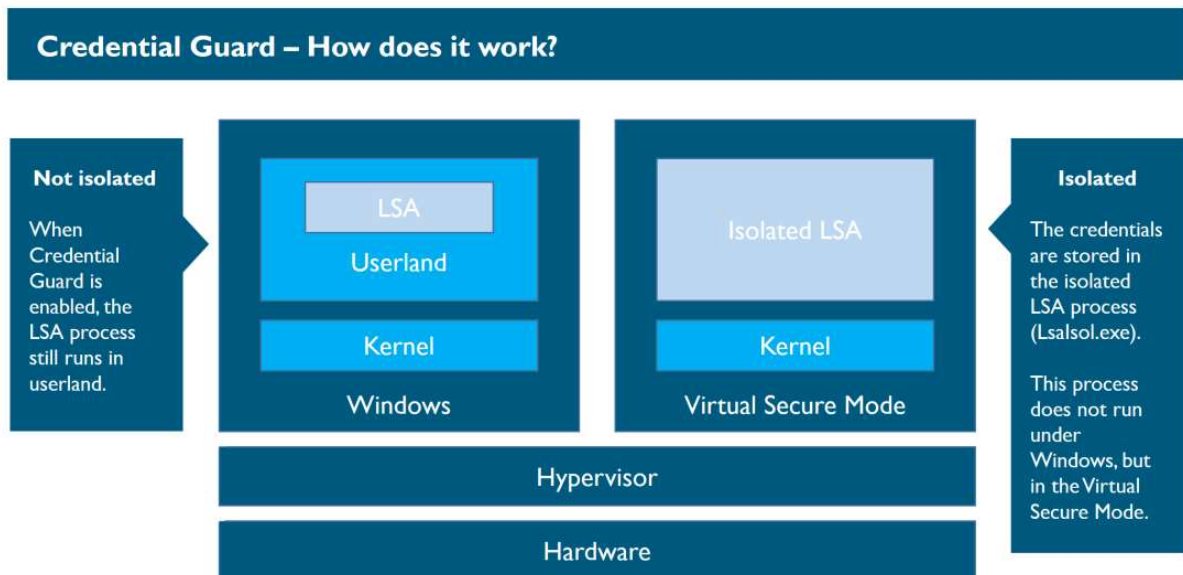 Credential Guard – How does it work?
Not isolated
When
Credential
Guard is
enabled, the
LSA process
still runs in
userland.
LSA
Userland
Kernel
Windows
Isolated LSA
Kernel
Virtual Secure Mode
Hypervisor
Hardware
Isolated
The credentials
are stored in
the isolated
LSA process
(LsaIsol.exe).
This process
does not run
under
Windows, but
in the Virtual
Secure Mode.